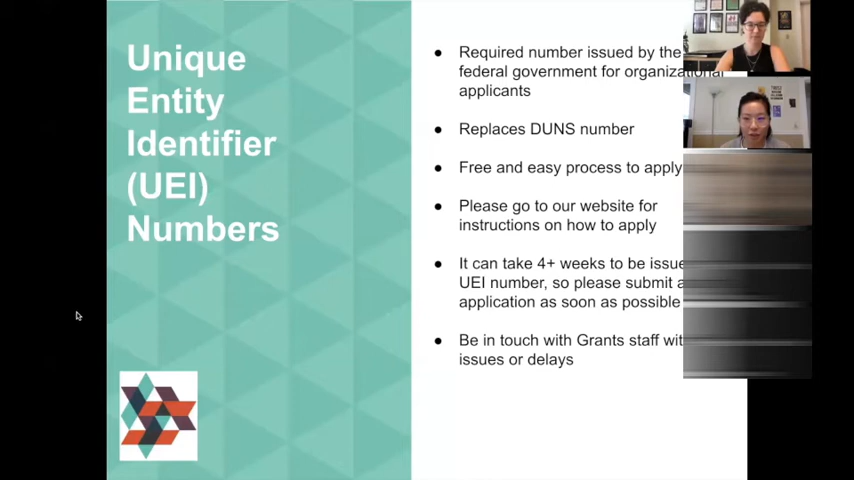 Unique
Entity
Identifier
(UEI)
Numbers
● Required number issued by the
federal government for organizational
applicants
● Replaces DUNS number
● Free and easy process to apply
● Please go to our website for
instructions on how to apply
● It can take 4+ weeks to be issue
UEI number, so please submit a
application as soon as possible
● Be in touch with Grants staff wit
issues or delays